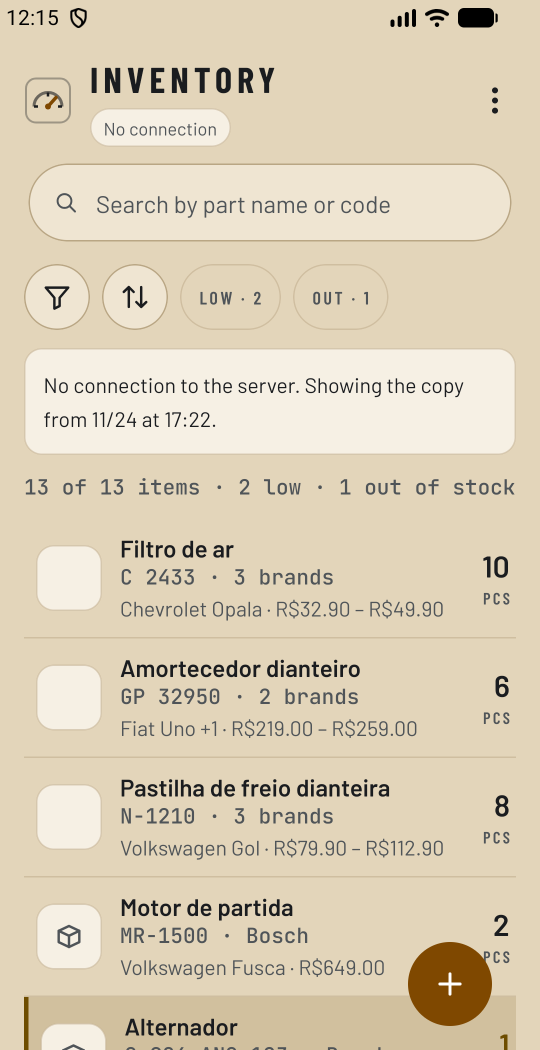 12:15
INVENTORY
No connection
Search by part name or code
LOW · 2
OUT · 1
No connection to the server. Showing the copy
from 11/24 at 17:22.
13 of 13 items · 2 low · 1 out of stock
Filtro de ar
10
C 2433 · 3 brands
PCS
Chevrolet Opala · R$32.90 – R$49.90
Amortecedor dianteiro
6
GP 32950 · 2 brands
PCS
Fiat Uno +1 · R$219.00 – R$259.00
Pastilha de freio dianteira
8
N-1210 · 3 brands
PCS
Volkswagen Gol · R$79.90 – R$112.90
Motor de partida
2
MR-1500 · Bosch
PCS
Volkswagen Fusca · R$649.00
Alternador
1